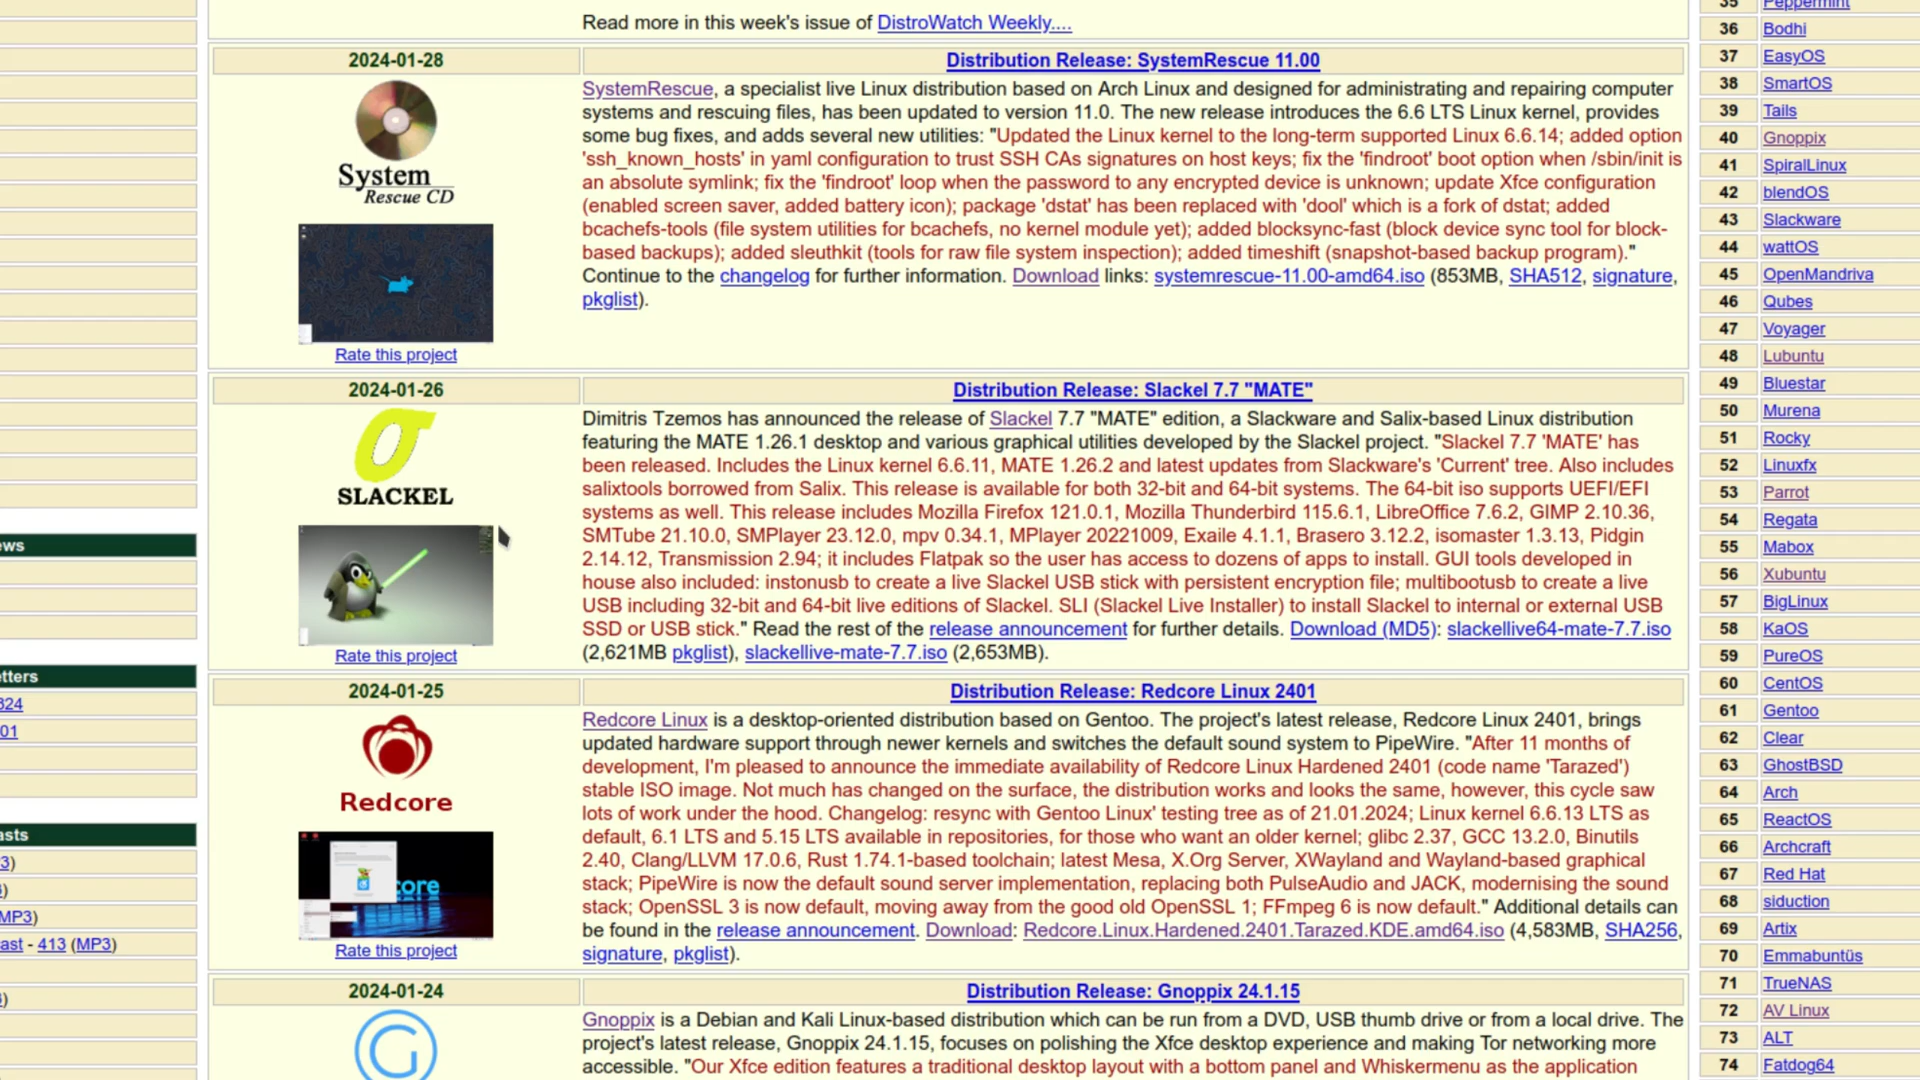 Read more in this week's issue of DistroWatch Weekly....
2024-01-28
Distribution Release: SystemRescue 11.00
System
Rescue CD
Rate this project
SystemRescue, a specialist live Linux distribution based on Arch Linux and designed for administrating and repairing computer
systems and rescuing files, has been updated to version 11.0. The new release introduces the 6.6 LTS Linux kernel, provides
some bug fixes, and adds several new utilities: "Updated the Linux kernel to the long-term supported Linux 6.6.14; added option
'ssh_known_hosts' in yaml configuration to trust SSH CAs signatures on host keys; fix the 'findroot' boot option when /sbin/init is
an absolute symlink; fix the 'findroot' loop when the password to any encrypted device is unknown; update Xfce configuration
(enabled screen saver, added battery icon); package 'dstat' has been replaced with 'dool' which is a fork of dstat; added
bcachefs-tools (file system utilities for bcachefs, no kernel module yet); added blocksync-fast (block device sync tool for block-
based backups); added sleuthkit (tools for raw file system inspection); added timeshift (snapshot-based backup program)."
Continue to the changelog for further information. Download links: systemrescue-11.00-amd64.iso (853MB, SHA512, signature,
pkglist).
2024-01-26
Distribution Release: Slackel 7.7 "MATE"
SLACKEL
Rate this project
Dimitris Tzemos has announced the release of Slackel 7.7 "MATE" edition, a Slackware and Salix-based Linux distribution
featuring the MATE 1.26.1 desktop and various graphical utilities developed by the Slackel project. "Slackel 7.7 'MATE' has
been released. Includes the Linux kernel 6.6.11, MATE 1.26.2 and latest updates from Slackware's 'Current' tree. Also includes
salixtools borrowed from Salix. This release is available for both 32-bit and 64-bit systems. The 64-bit iso supports UEFI/EFI
systems as well. This release includes Mozilla Firefox 121.0.1, Mozilla Thunderbird 115.6.1, LibreOffice 7.6.2, GIMP 2.10.36,
SMTube 21.10.0, SMPlayer 23.12.0, mpv 0.34.1, MPlayer 20221009, Exaile 4.1.1, Brasero 3.12.2, isomaster 1.3.13, Pidgin
2.14.12, Transmission 2.94; it includes Flatpak so the user has access to dozens of apps to install. GUI tools developed in
house also included: instonusb to create a live Slackel USB stick with persistent encryption file; multibootusb to create a live
USB including 32-bit and 64-bit live editions of Slackel. SLI (Slackel Live Installer) to install Slackel to internal or external USB
SSD or USB stick." Read the rest of the release announcement for further details. Download (MD5): slackellive64-mate-7.7.iso
(2,621MB pkglist), slackellive-mate-7.7.iso (2,653MB).
2024-01-25
Distribution Release: Redcore Linux 2401
Redcore
core
Rate this project
Redcore Linux is a desktop-oriented distribution based on Gentoo. The project's latest release, Redcore Linux 2401, brings
updated hardware support through newer kernels and switches the default sound system to PipeWire. "After 11 months of
development, I'm pleased to announce the immediate availability of Redcore Linux Hardened 2401 (code name 'Tarazed')
stable ISO image. Not much has changed on the surface, the distribution works and looks the same, however, this cycle saw
lots of work under the hood. Changelog: resync with Gentoo Linux' testing tree as of 21.01.2024; Linux kernel 6.6.13 LTS as
default, 6.1 LTS and 5.15 LTS available in repositories, for those who want an older kernel; glibc 2.37, GCC 13.2.0, Binutils
2.40, Clang/LLVM 17.0.6, Rust 1.74.1-based toolchain; latest Mesa, X.Org Server, XWayland and Wayland-based graphical
stack; PipeWire is now the default sound server implementation, replacing both PulseAudio and JACK, modernising the sound
stack; OpenSSL 3 is now default, moving away from the good old OpenSSL 1; FFmpeg 6 is now default." Additional details can
be found in the release announcement. Download: Redcore.Linux.Hardened.2401.Tarazed.KDE.amd64.iso (4,583MB, SHA256,
signature, pkglist).
2024-01-24
Distribution Release: Gnoppix 24.1.15
G
Gnoppix is a Debian and Kali Linux-based distribution which can be run from a DVD, USB thumb drive or from a local drive. The
project's latest release, Gnoppix 24.1.15, focuses on polishing the Xfce desktop experience and making Tor networking more
accessible. "Our Xfce edition features a traditional desktop layout with a bottom panel and Whiskermenu as the application
ews
etters
324
01
asts
3)
)
MP3)
ast - 413 (MP3)
)
35 Peppermint
36 Bodhi
37 EasyOS
38 SmartOS
39 Tails
40 Gnoppix
41 SpiralLinux
42 blendOS
43 Slackware
44 wattOS
45 OpenMandriva
46 Qubes
47 Voyager
48 Lubuntu
49 Bluestar
50 Murena
51 Rocky
52 Linuxfx
53 Parrot
54 Regata
55 Mabox
56 Xubuntu
57 BigLinux
58 KaOS
59 PureOS
60 CentOS
61 Gentoo
62 Clear
63 GhostBSD
64 Arch
65 ReactOS
66 Archcraft
67 Red Hat
68 siduction
69 Artix
70 Emmabuntüs
71 TrueNAS
72 AV Linux
73 ALT
74 Fatdog64